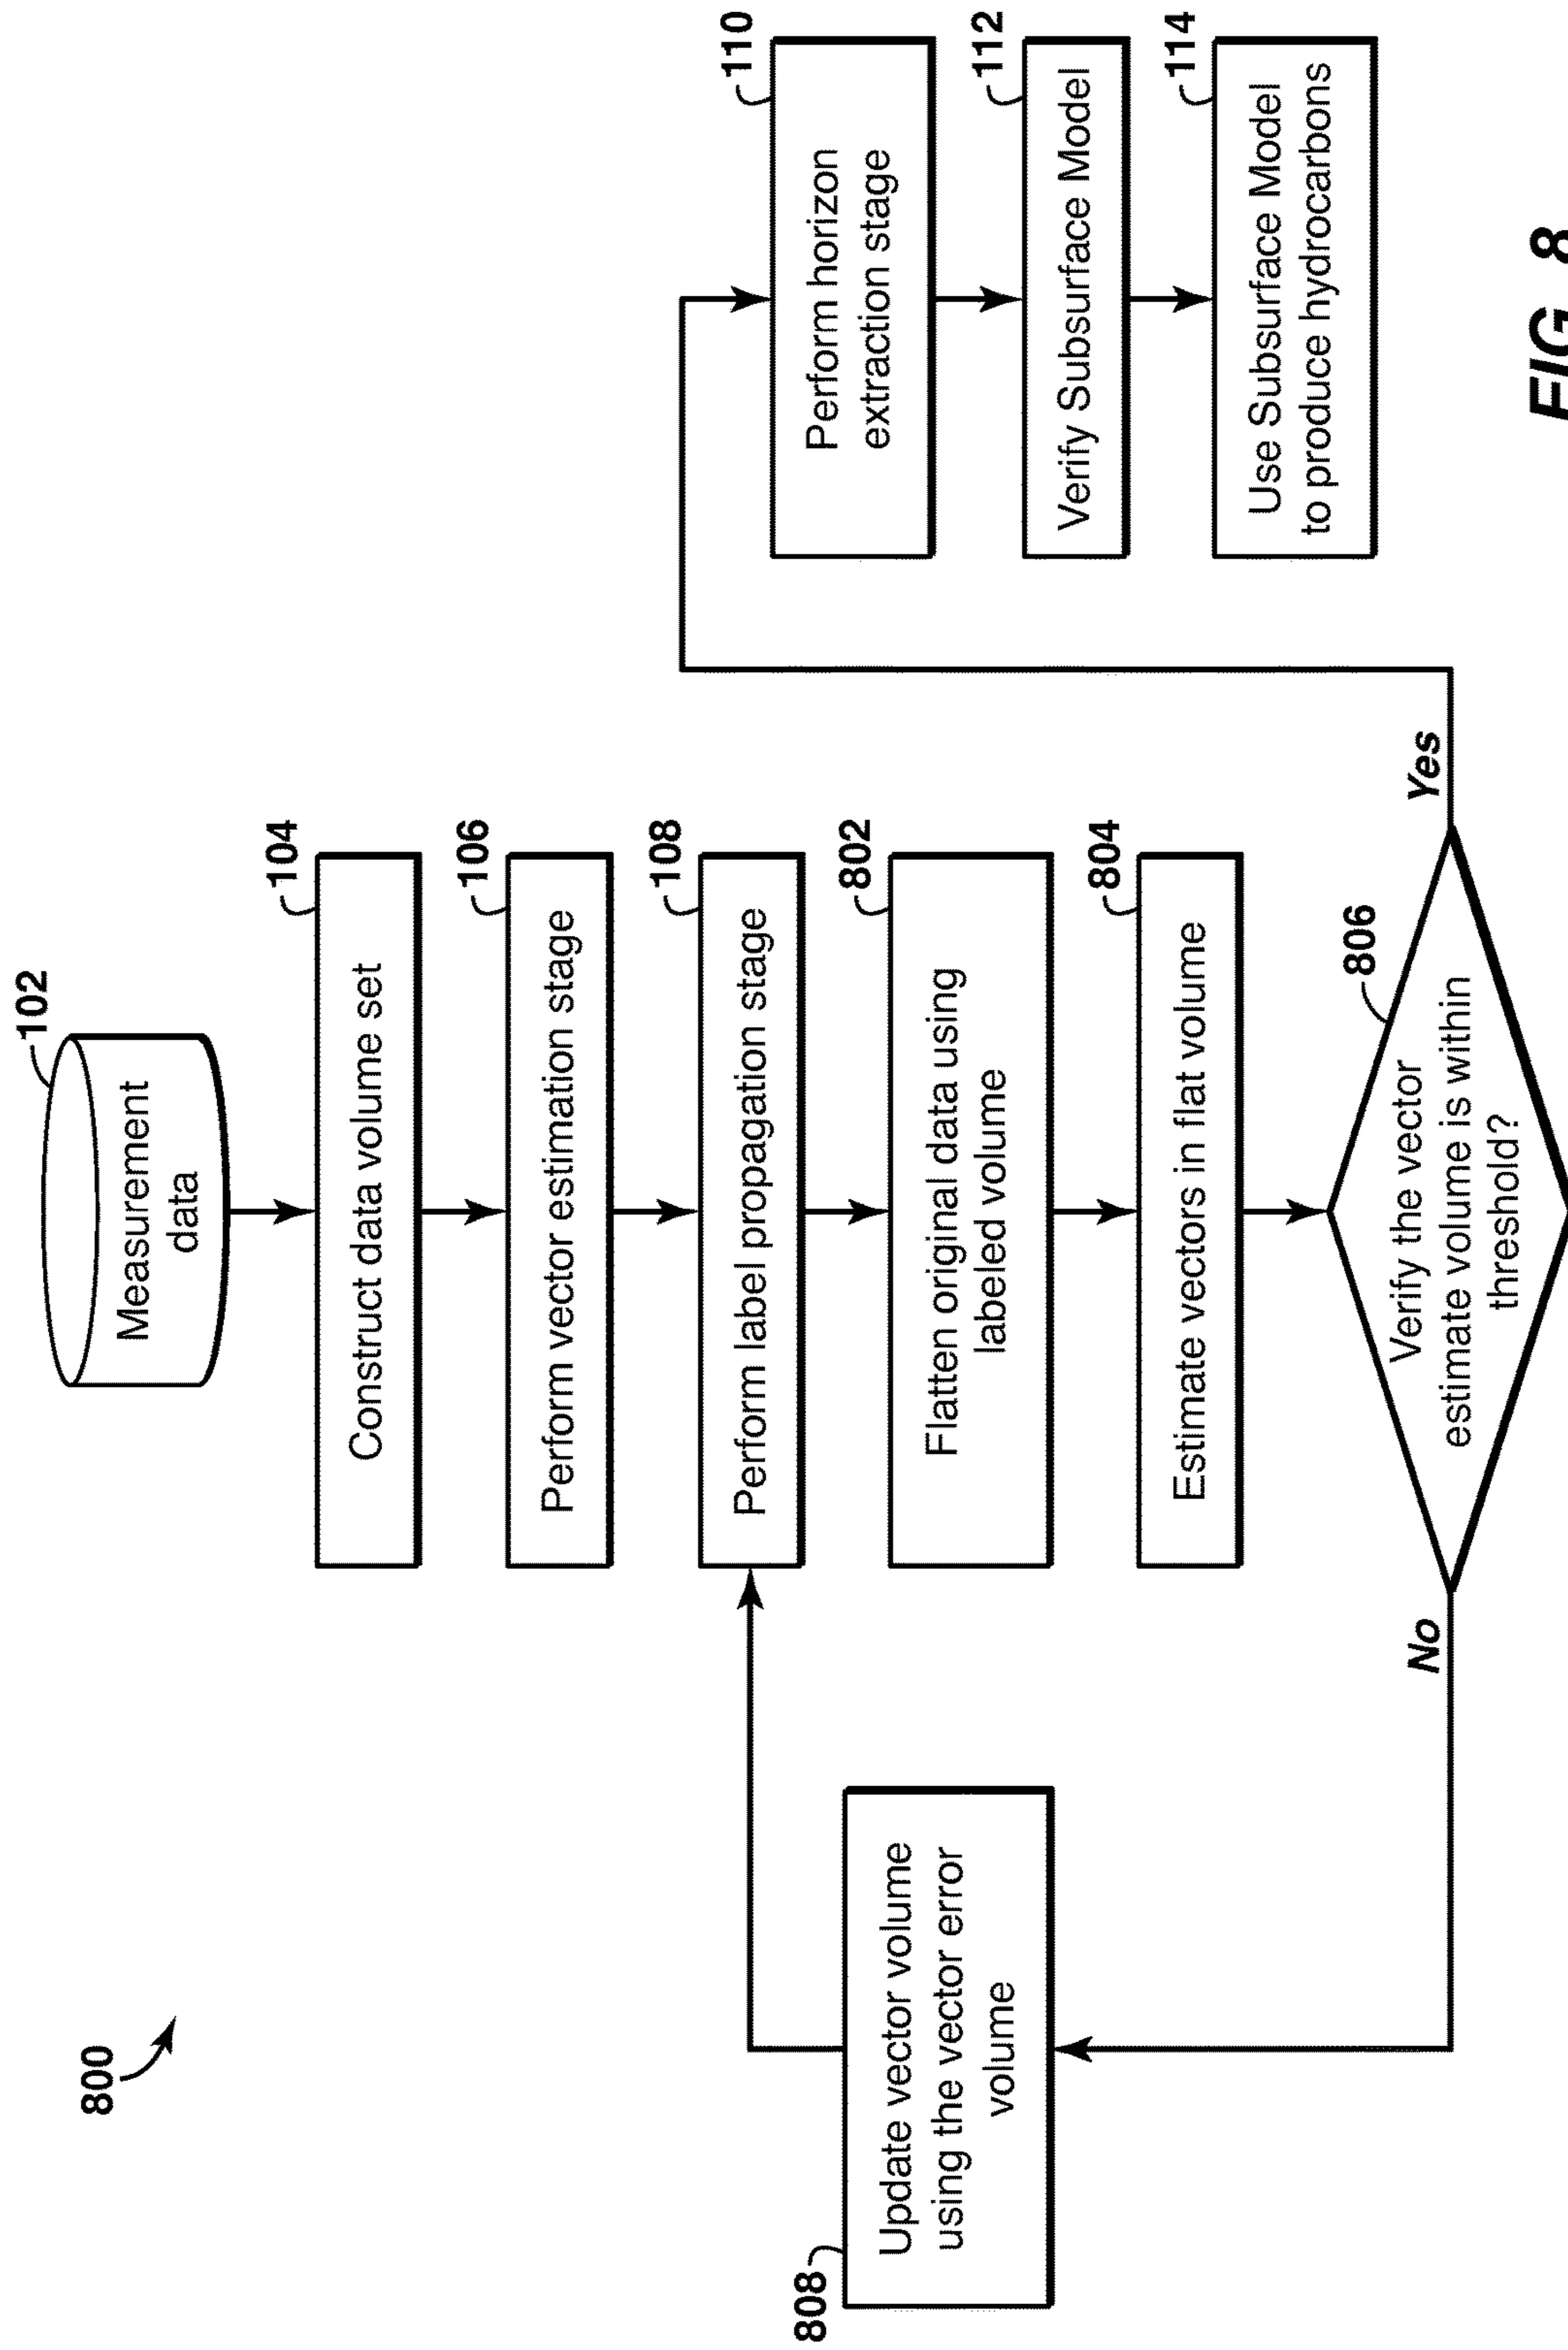 800
102
Measurement
data
104
Construct data volume set
106
Perform vector estimation stage
108
Perform label propagation stage
802
Flatten original data using
labeled volume
804
Estimate vectors in flat volume
806
Verify the vector
estimate volume is within
threshold?
No
Yes
808
Update vector volume
using the vector error
volume
110
Perform horizon
extraction stage
112
Verify Subsurface Model
114
Use Subsurface Model
to produce hydrocarbons
FIG. 8